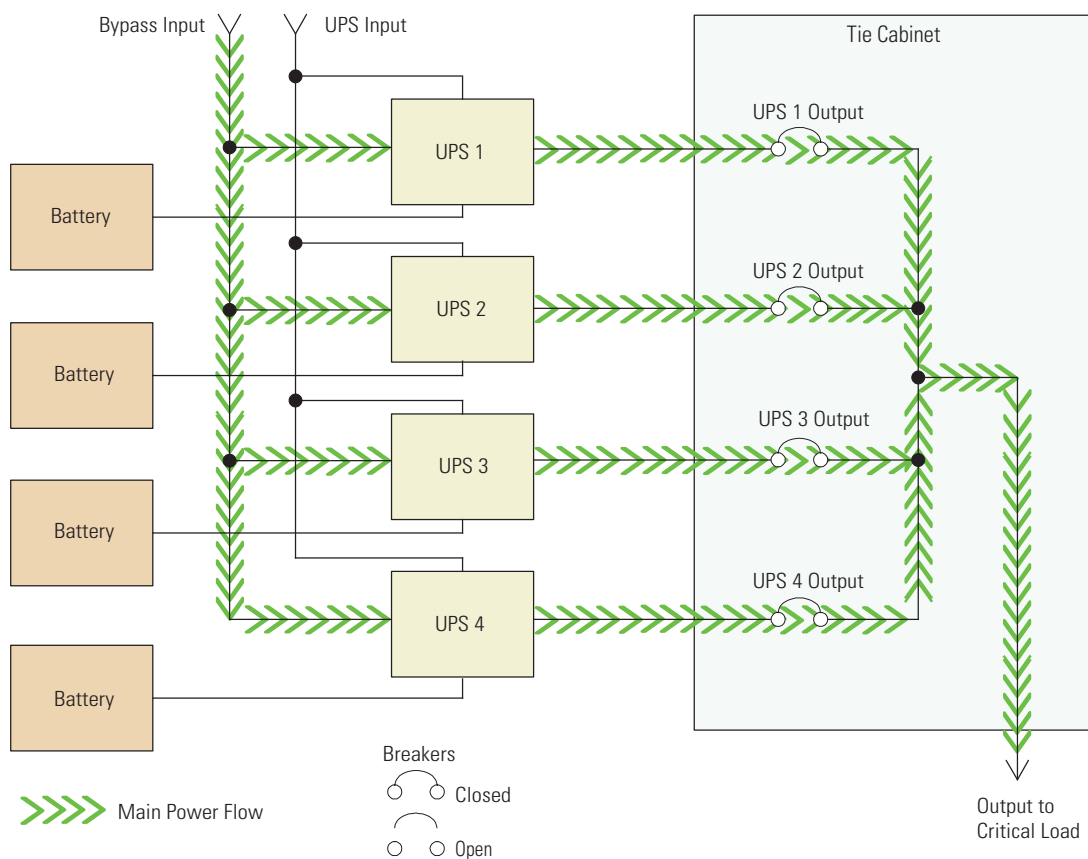 Bypass Input
UPS Input
Tie Cabinet
UPS 1 Output
UPS 1
Battery
UPS 2 Output
UPS 2
Battery
UPS 3 Output
UPS 3
Battery
UPS 4 Output
UPS 4
Battery
Breakers
Closed
Open
Main Power Flow
Output to
Critical Load